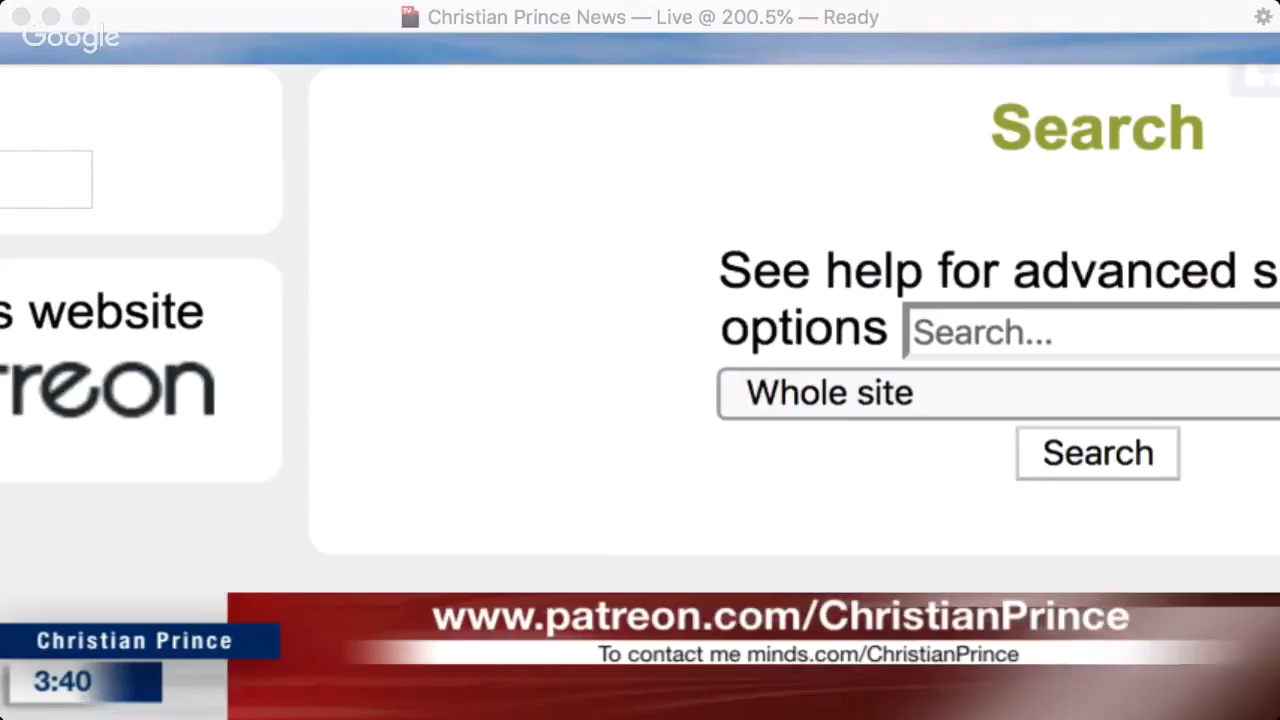 Christian Prince News — Live @ 200.5% — Ready
Google
Search
See help for advanced s
options Search...
Whole site
Search
s website
reon
www.patreon.com/ChristianPrince
To contact me minds.com/ChristianPrince
Christian Prince
3:40